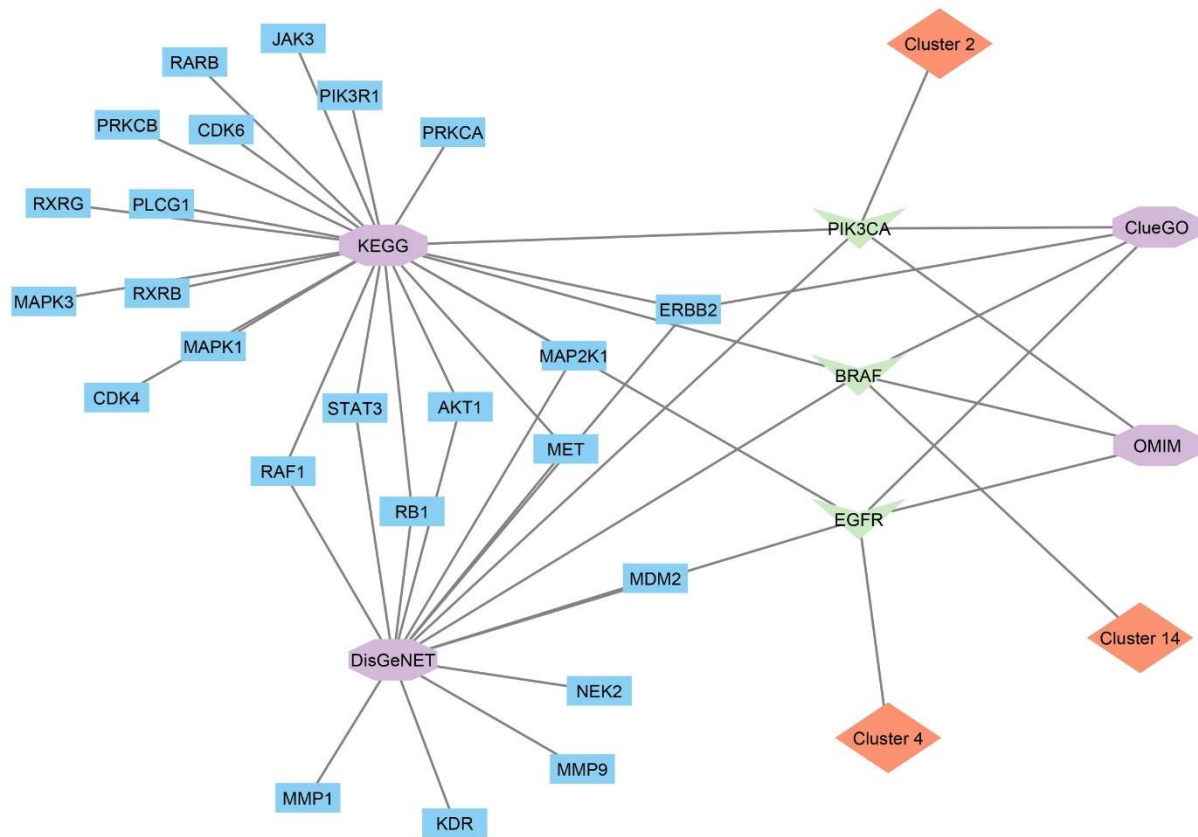 JAK3
Cluster 2
RARB
PIK3R1
PRKCB
CDK6
PRKCA
RXRG
PLCG1
KEGG
PIK3CA
ClueGO
MAPK3
RXRB
ERBB2
MAPK1
MAP2K1
BRAF
CDK4
STAT3
AKT1
MET
OMIM
RAF1
RB1
EGFR
MDM2
Cluster 14
DisGeNET
NEK2
Cluster 4
MMP9
MMP1
KDR